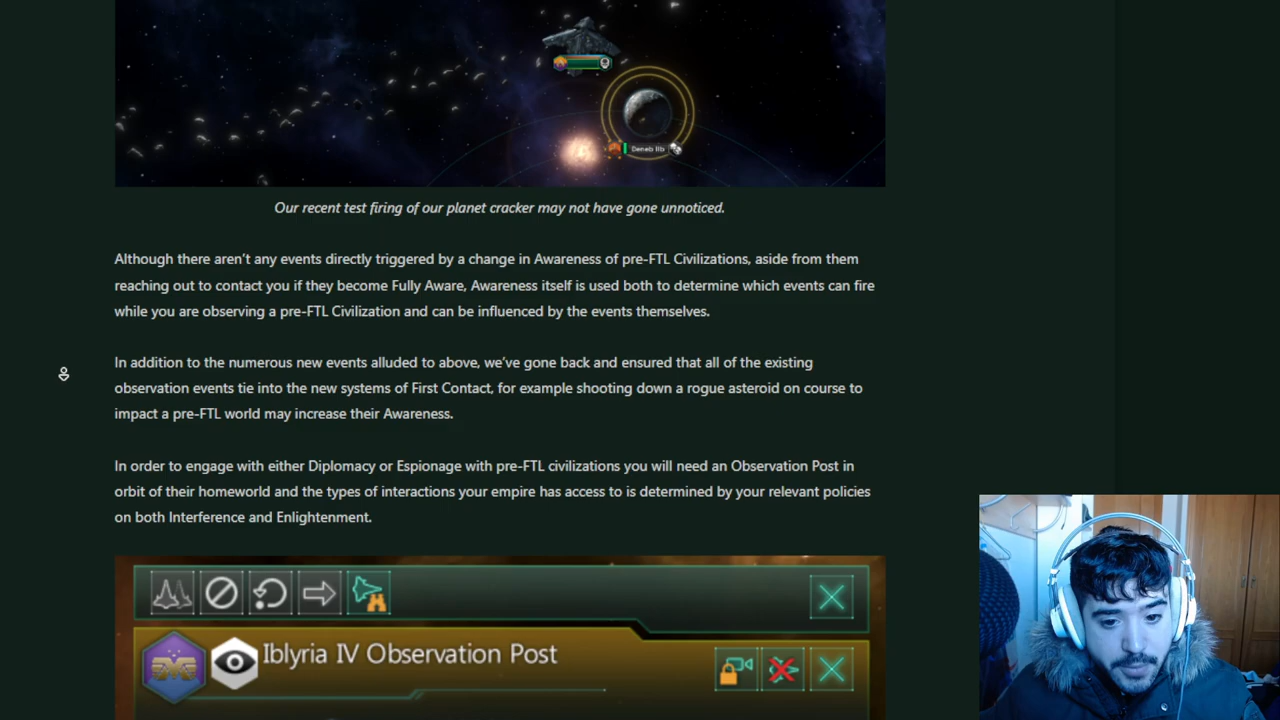 Deneb IIIb
Our recent test firing of our planet cracker may not have gone unnoticed.
Although there aren't any events directly triggered by a change in Awareness of pre-FTL Civilizations, aside from them
reaching out to contact you if they become Fully Aware, Awareness itself is used both to determine which events can fire
while you are observing a pre-FTL Civilization and can be influenced by the events themselves.
In addition to the numerous new events alluded to above, we've gone back and ensured that all of the existing
observation events tie into the new systems of First Contact, for example shooting down a rogue asteroid on course to
impact a pre-FTL world may increase their Awareness.
In order to engage with either Diplomacy or Espionage with pre-FTL civilizations you will need an Observation Post in
orbit of their homeworld and the types of interactions your empire has access to is determined by your relevant policies
on both Interference and Enlightenment.
Iblyria IV Observation Post